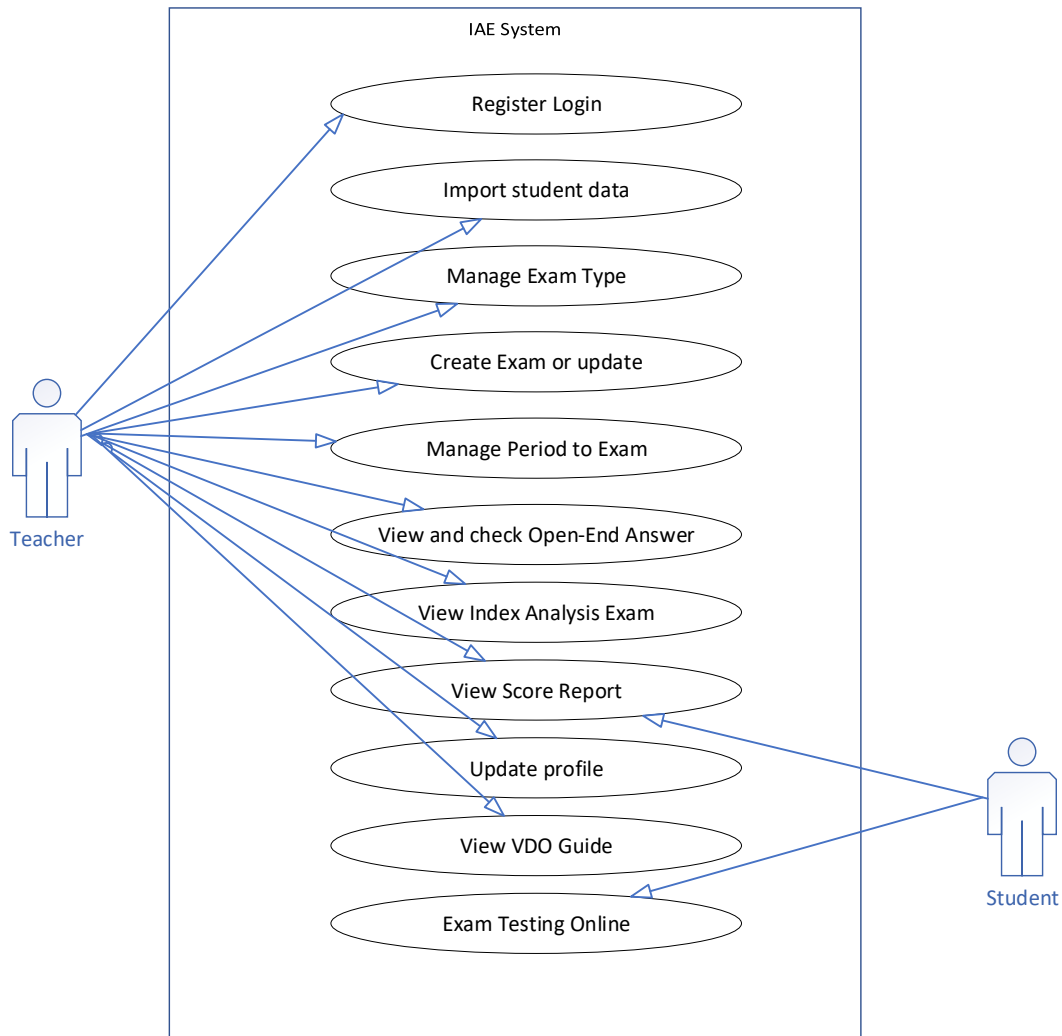 IAE System
Register Login
Import student data
Manage Exam Type
Create Exam or update
Manage Period to Exam
View and check Open-End Answer
View Index Analysis Exam
View Score Report
Update profile
View VDO Guide
Exam Testing Online
Teacher
Student